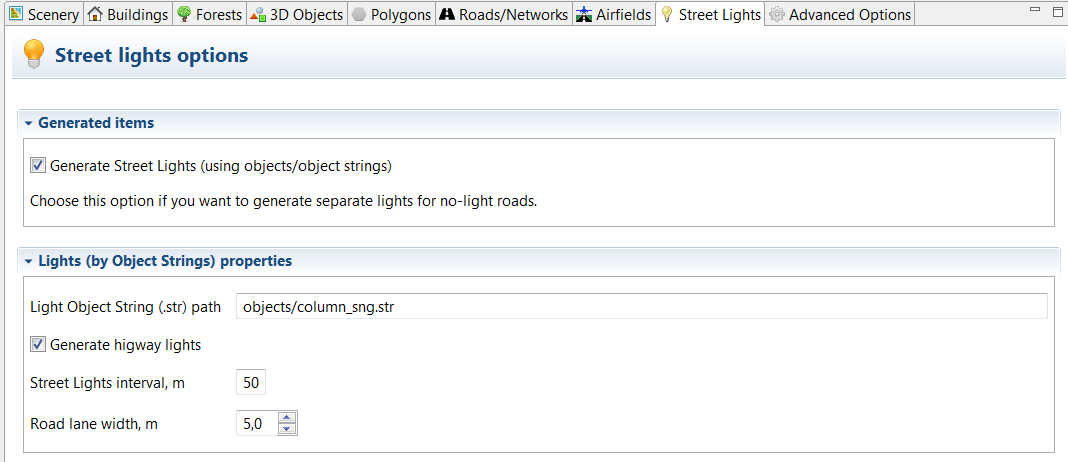 Scenery Buildings Forests 3D Objects Polygons Roads/Networks Airfields Street Lights Advanced Options
Street lights options
Generated items
Generate Street Lights (using objects/object strings)
Choose this option if you want to generate separate lights for no-light roads.
Lights (by Object Strings) properties
Light Object String (.str) path objects/column_sng.str
Generate higway lights
Street Lights interval, m 50
Road lane width, m 5,0